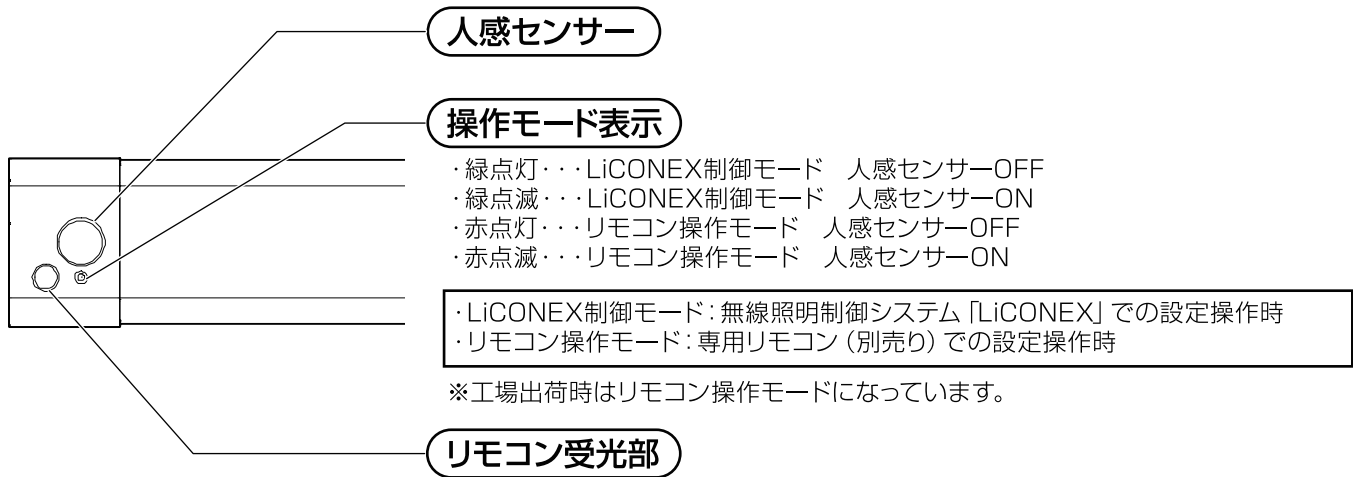 人感センサー
操作モード表示
・緑点灯・・・LiCONEX制御モード　人感センサーOFF
・緑点滅・・・LiCONEX制御モード　人感センサーON
・赤点灯・・・リモコン操作モード　人感センサーOFF
・赤点滅・・・リモコン操作モード　人感センサーON
・LiCONEX制御モード：無線照明制御システム「LiCONEX」での設定操作時
・リモコン操作モード：専用リモコン（別売り）での設定操作時
※工場出荷時はリモコン操作モードになっています。
リモコン受光部